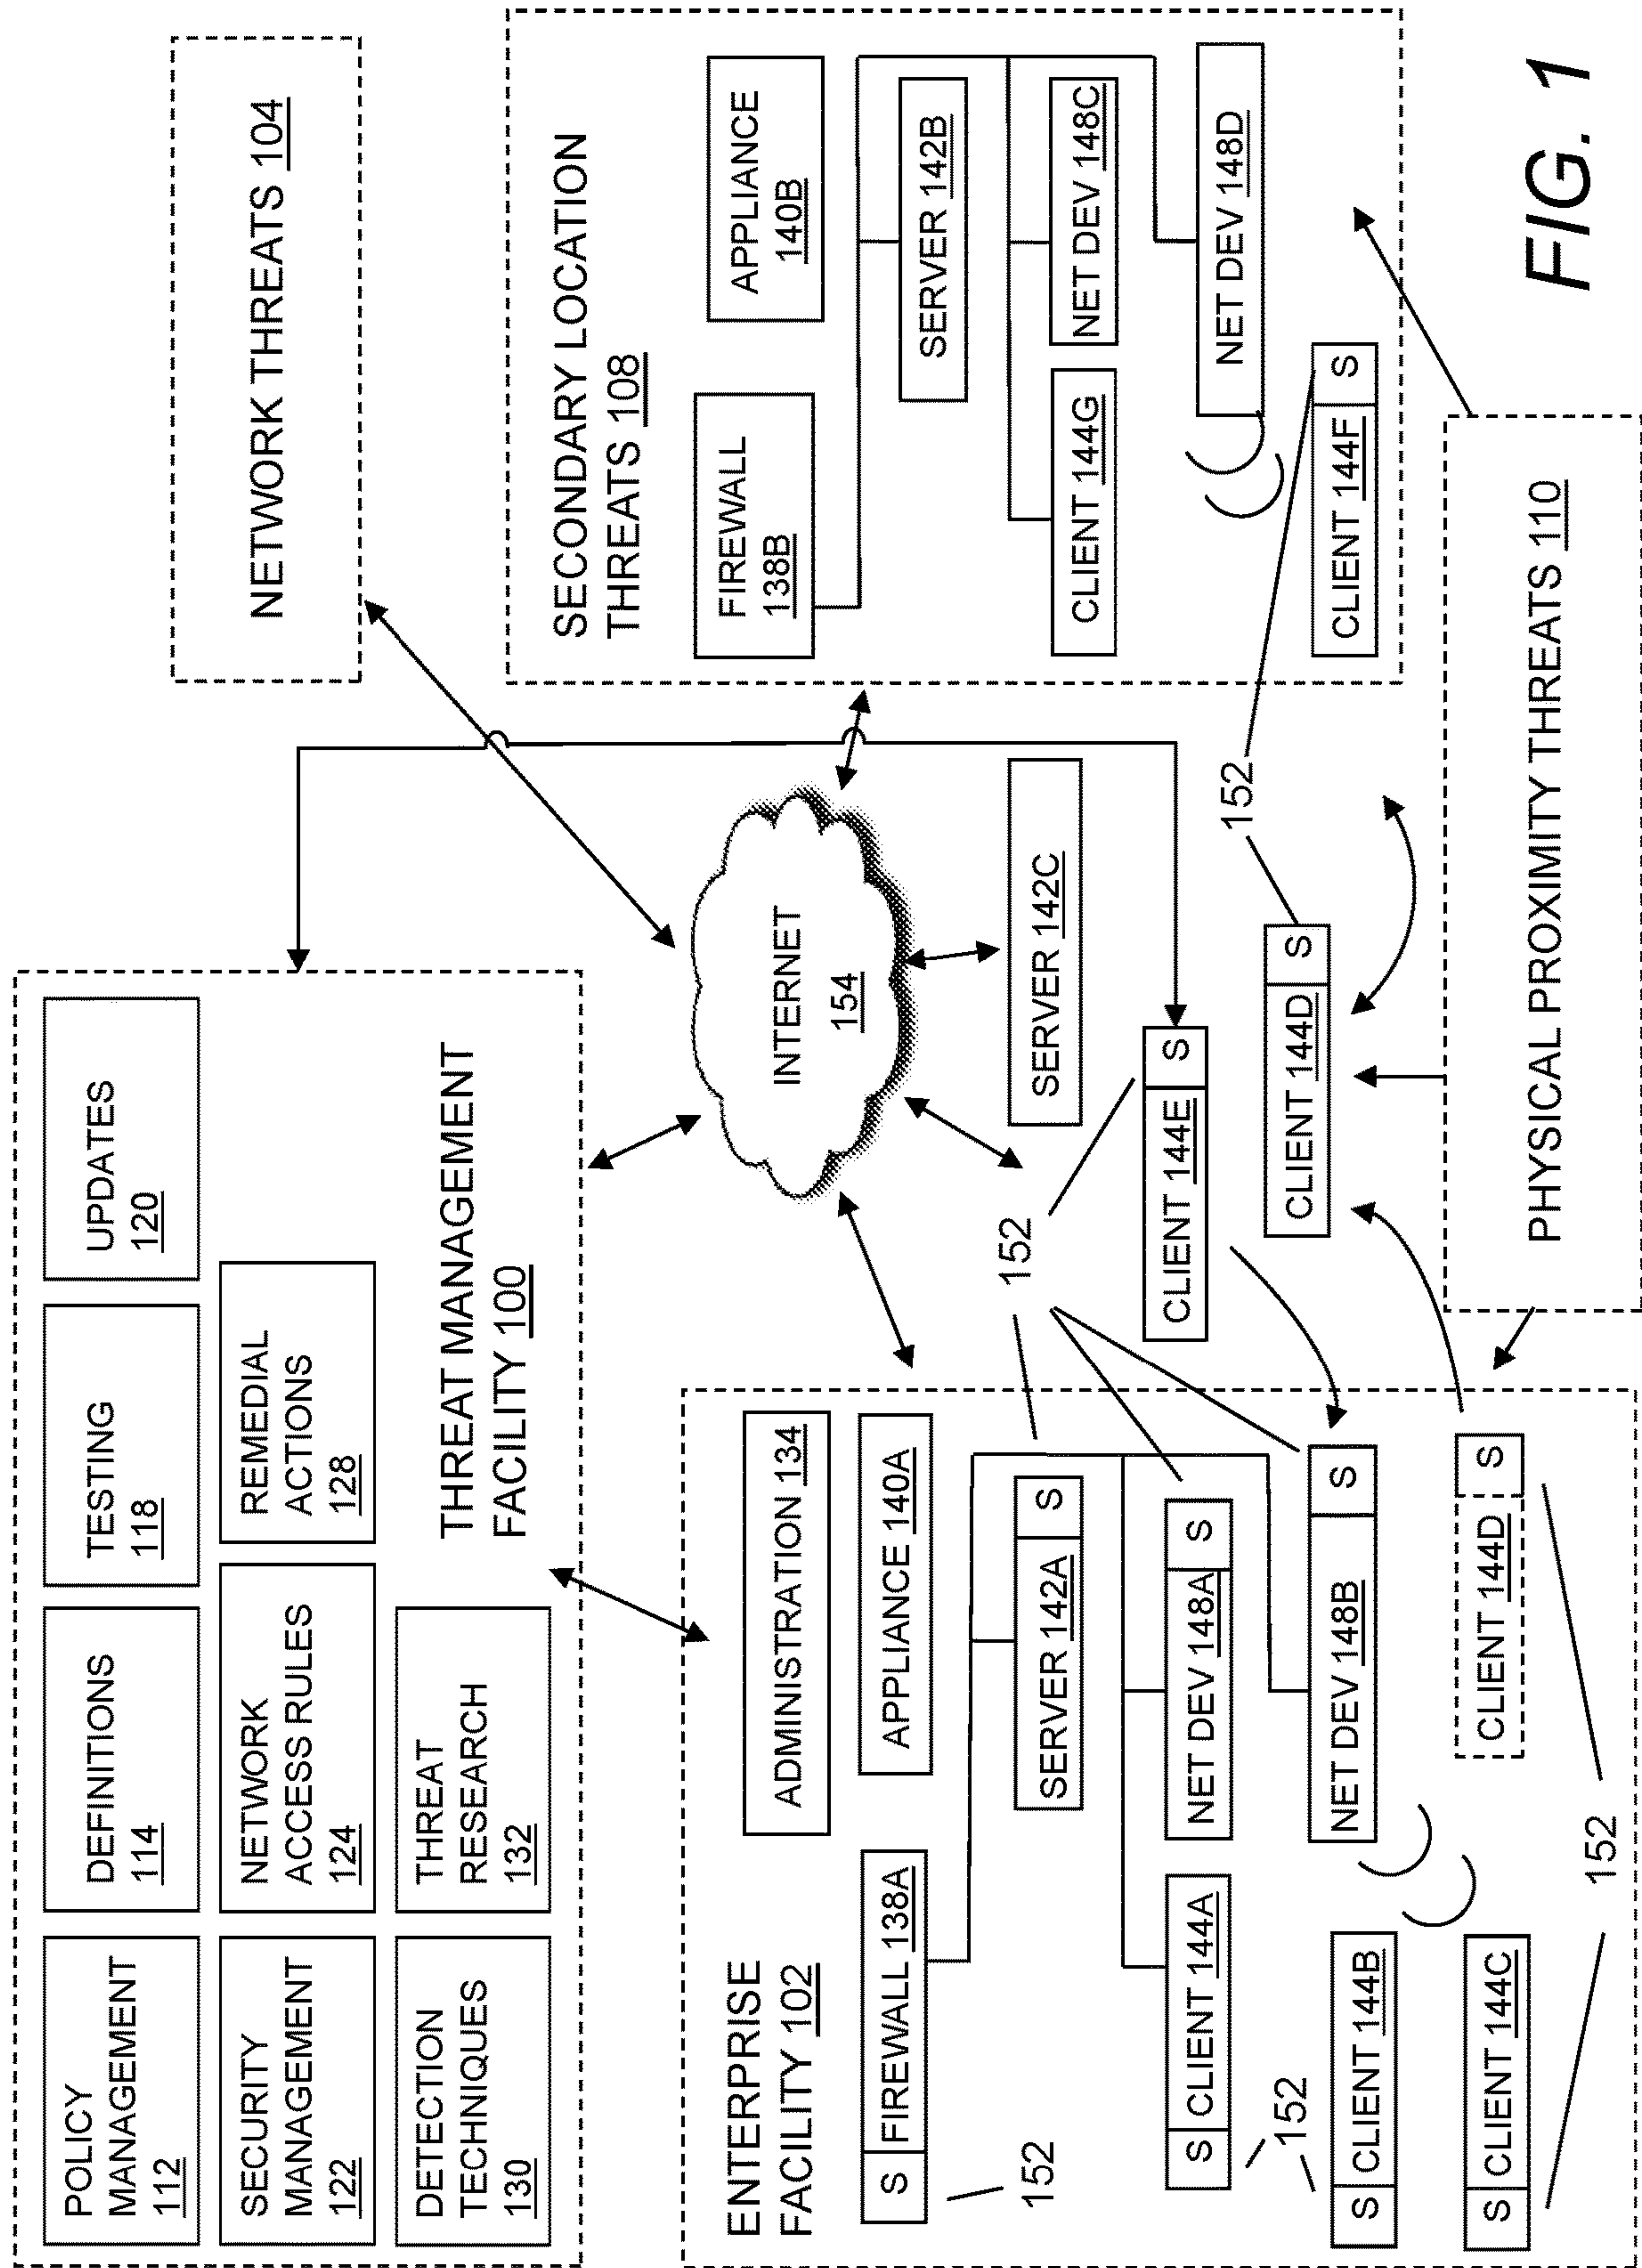 POLICY
MANAGEMENT
112
DEFINITIONS
114
TESTING
118
UPDATES
120
SECURITY
MANAGEMENT
122
NETWORK
ACCESS RULES
124
REMEDIAL
ACTIONS
128
DETECTION
TECHNIQUES
130
THREAT
RESEARCH
132
THREAT MANAGEMENT
FACILITY 100
NETWORK THREATS 104
ENTERPRISE
FACILITY 102
ADMINISTRATION 134
S FIREWALL 138A
APPLIANCE 140A
152
SERVER 142A S
S CLIENT 144A
NET DEV 148A S
152
S CLIENT 144B
NET DEV 148B S
S CLIENT 144C
CLIENT 144D S
152
INTERNET
154
SERVER 142C
152
CLIENT 144E S
152
CLIENT 144D S
SECONDARY LOCATION
THREATS 108
FIREWALL
138B
APPLIANCE
140B
SERVER 142B
CLIENT 144G
NET DEV 148C
NET DEV 148D
CLIENT 144F S
PHYSICAL PROXIMITY THREATS 110
FIG. 1